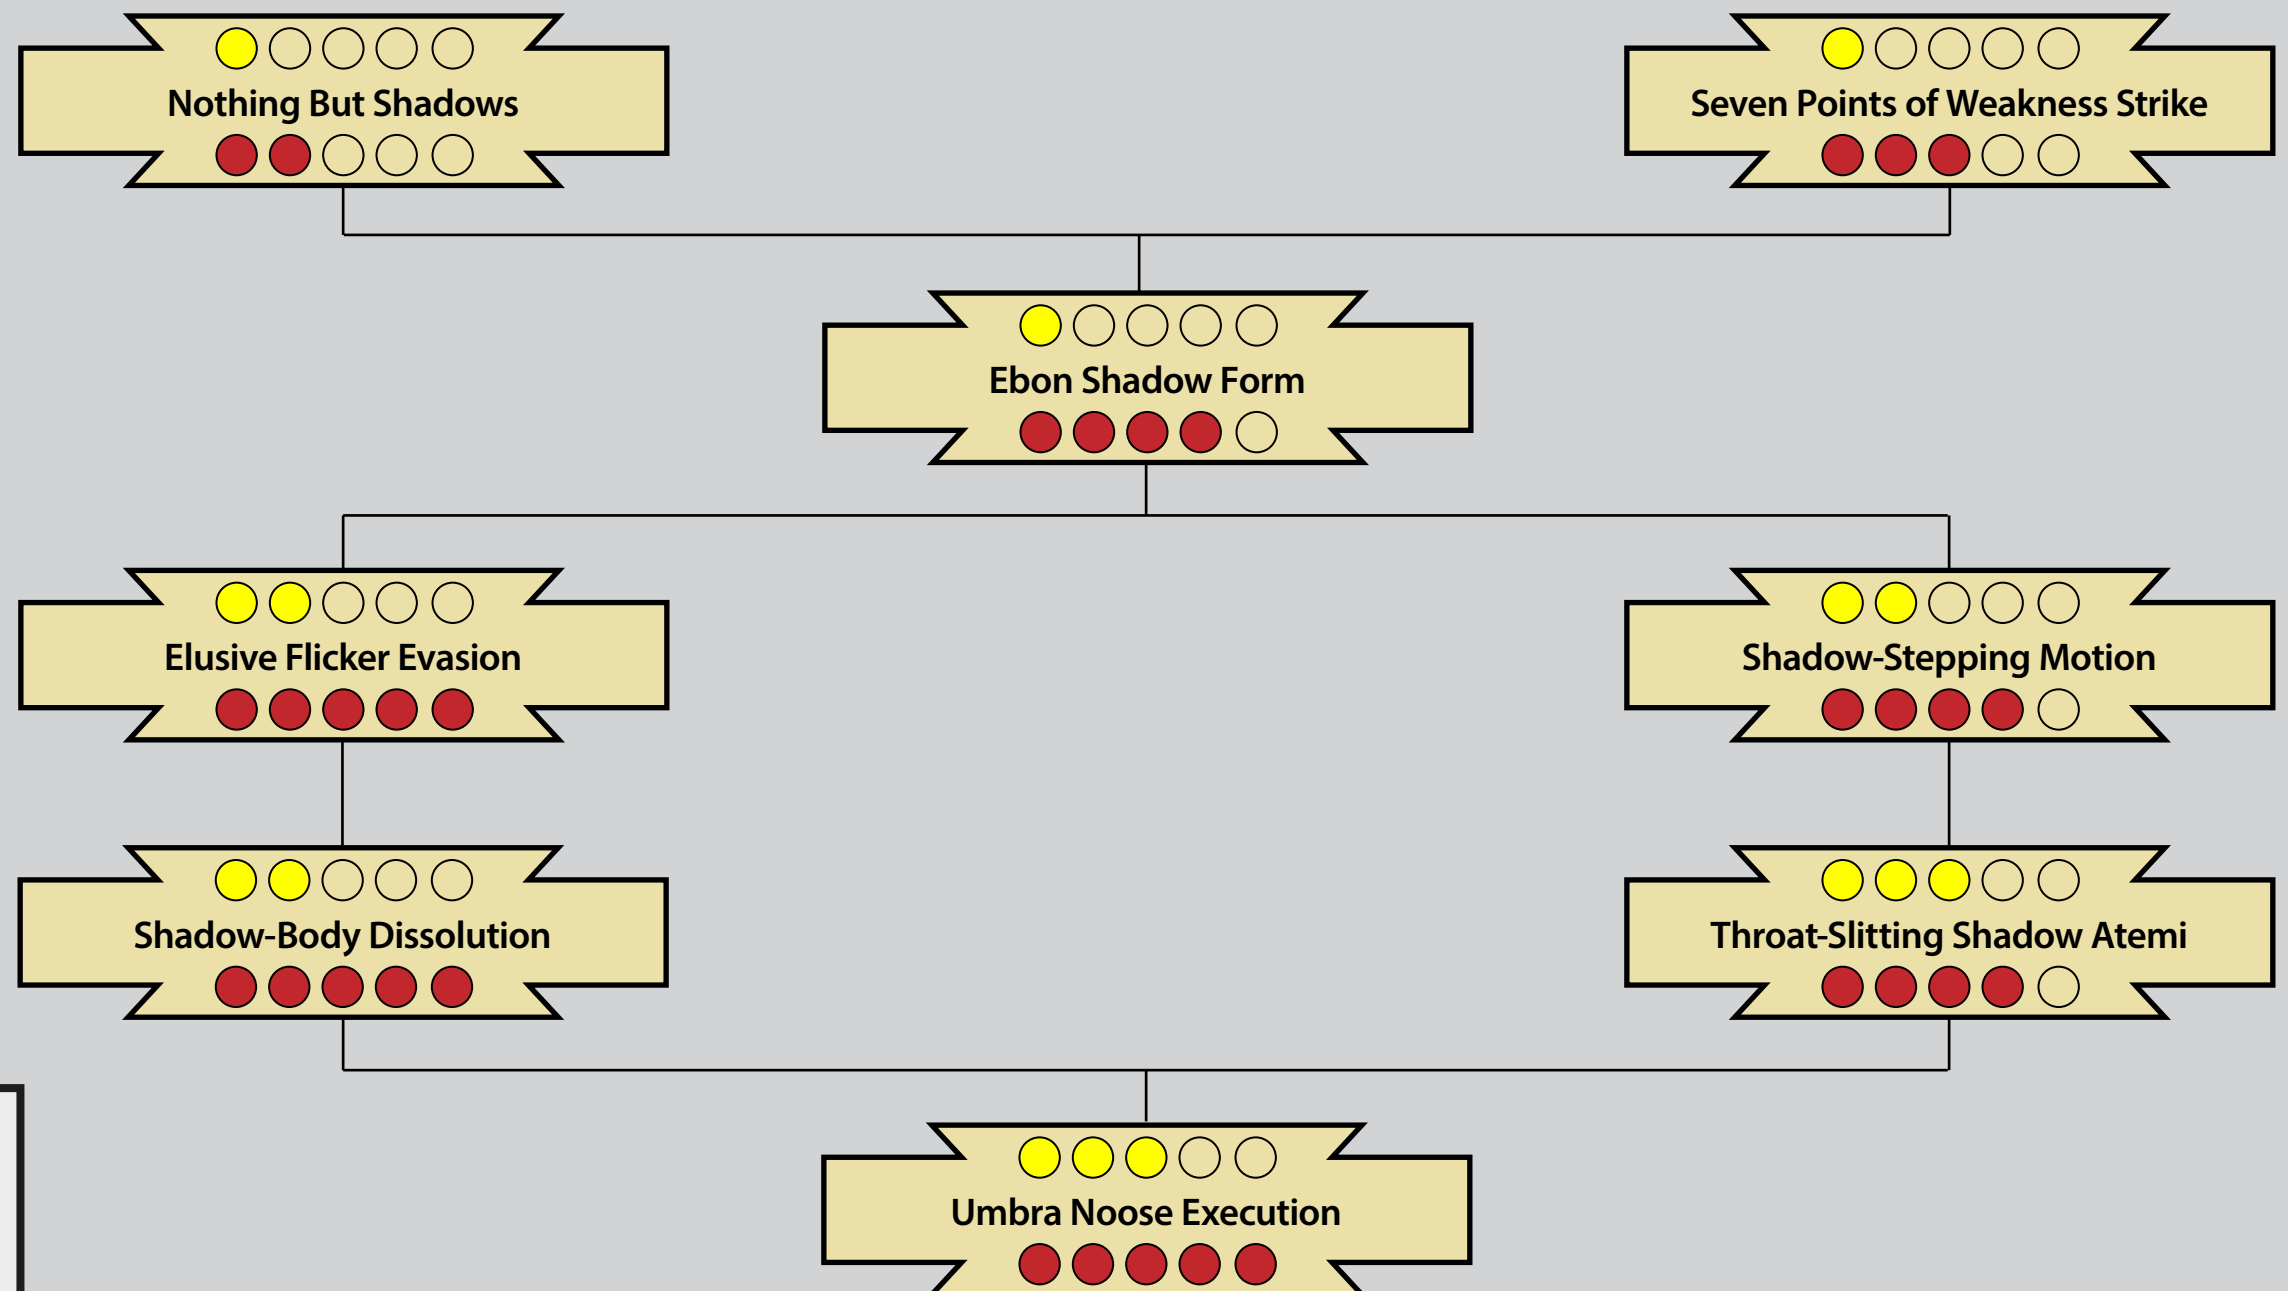 Nothing But Shadows
Seven Points of Weakness Strike
Ebon Shadow Form
Elusive Flicker Evasion
Shadow-Stepping Motion
Shadow-Body Dissolution
Throat-Slitting Shadow Atemi
Umbra Noose Execution